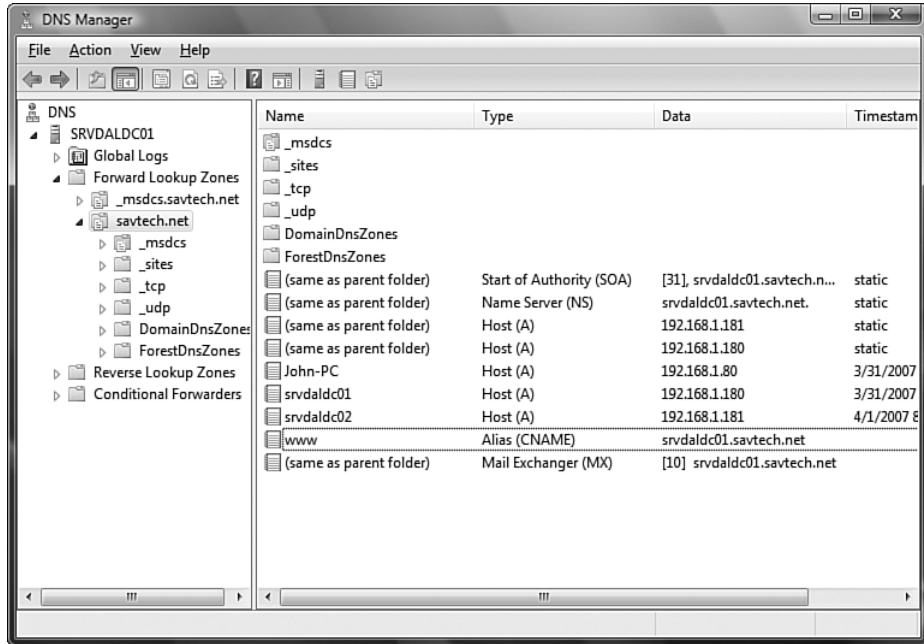 DNS Manager
File Action View Help
DNS
SRVDALDC01
Global Logs
Forward Lookup Zones
_msdcs.savtech.net
savtech.net
_msdcs
_sites
_tcp
_udp
DomainDnsZones
ForestDnsZones
Reverse Lookup Zones
Conditional Forwarders
Name Type Data Timestam
_msdcs
_sites
_tcp
_udp
DomainDnsZones
ForestDnsZones
(same as parent folder) Start of Authority (SOA) [31], srvdaldc01.savtech.n... static
(same as parent folder) Name Server (NS) srvdaldc01.savtech.net. static
(same as parent folder) Host (A) 192.168.1.181 static
(same as parent folder) Host (A) 192.168.1.180 static
John-PC Host (A) 192.168.1.80 3/31/2007
srvdaldc01 Host (A) 192.168.1.180 3/31/2007
srvdaldc02 Host (A) 192.168.1.181 4/1/2007 8
www Alias (CNAME) srvdaldc01.savtech.net
(same as parent folder) Mail Exchanger (MX) [10] srvdaldc01.savtech.net